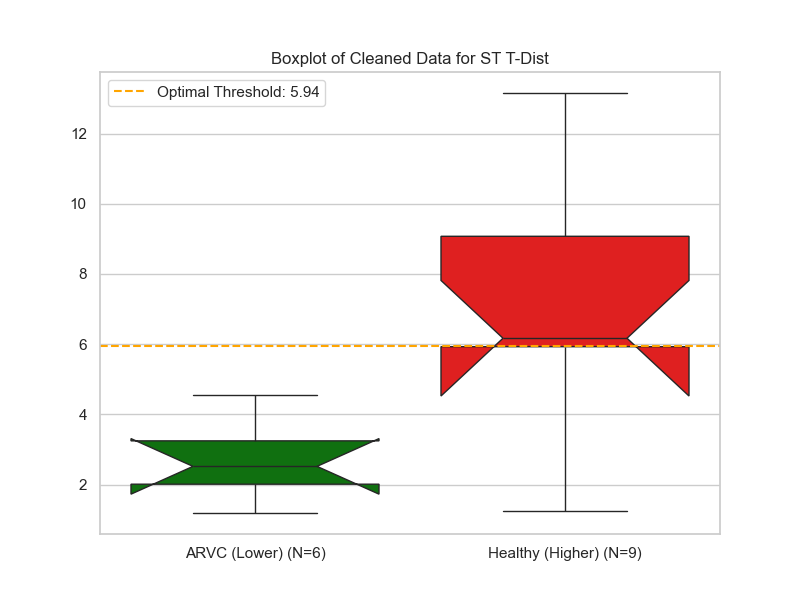 Boxplot of Cleaned Data for ST T-Dist
Optimal Threshold: 5.94
12
10
8
6
4
2
ARVC (Lower) (N=6)
Healthy (Higher) (N=9)